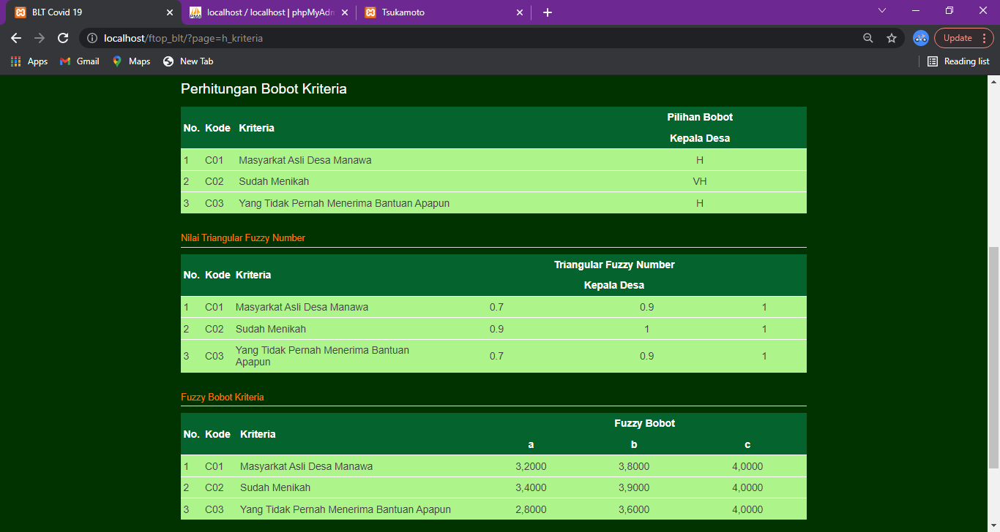 BLT Covid 19
localhost / localhost | phpMyAdm
Tsukamoto
localhost/ftop_blt/?page=h_kriteria
Update
Apps
Gmail
Maps
New Tab
Reading list
Perhitungan Bobot Kriteria
No. Kode Kriteria Pilihan Bobot
Kepala Desa
1 C01 Masyarkat Asli Desa Manawa H
2 C02 Sudah Menikah VH
3 C03 Yang Tidak Pernah Menerima Bantuan Apapun H
Nilai Triangular Fuzzy Number
No. Kode Kriteria Triangular Fuzzy Number
Kepala Desa
1 C01 Masyarkat Asli Desa Manawa 0.7 0.9 1
2 C02 Sudah Menikah 0.9 1 1
3 C03 Yang Tidak Pernah Menerima Bantuan
Apapun 0.7 0.9 1
Fuzzy Bobot Kriteria
No. Kode Kriteria Fuzzy Bobot
a b c
1 C01 Masyarkat Asli Desa Manawa 3,2000 3,8000 4,0000
2 C02 Sudah Menikah 3,4000 3,9000 4,0000
3 C03 Yang Tidak Pernah Menerima Bantuan Apapun 2,8000 3,6000 4,0000